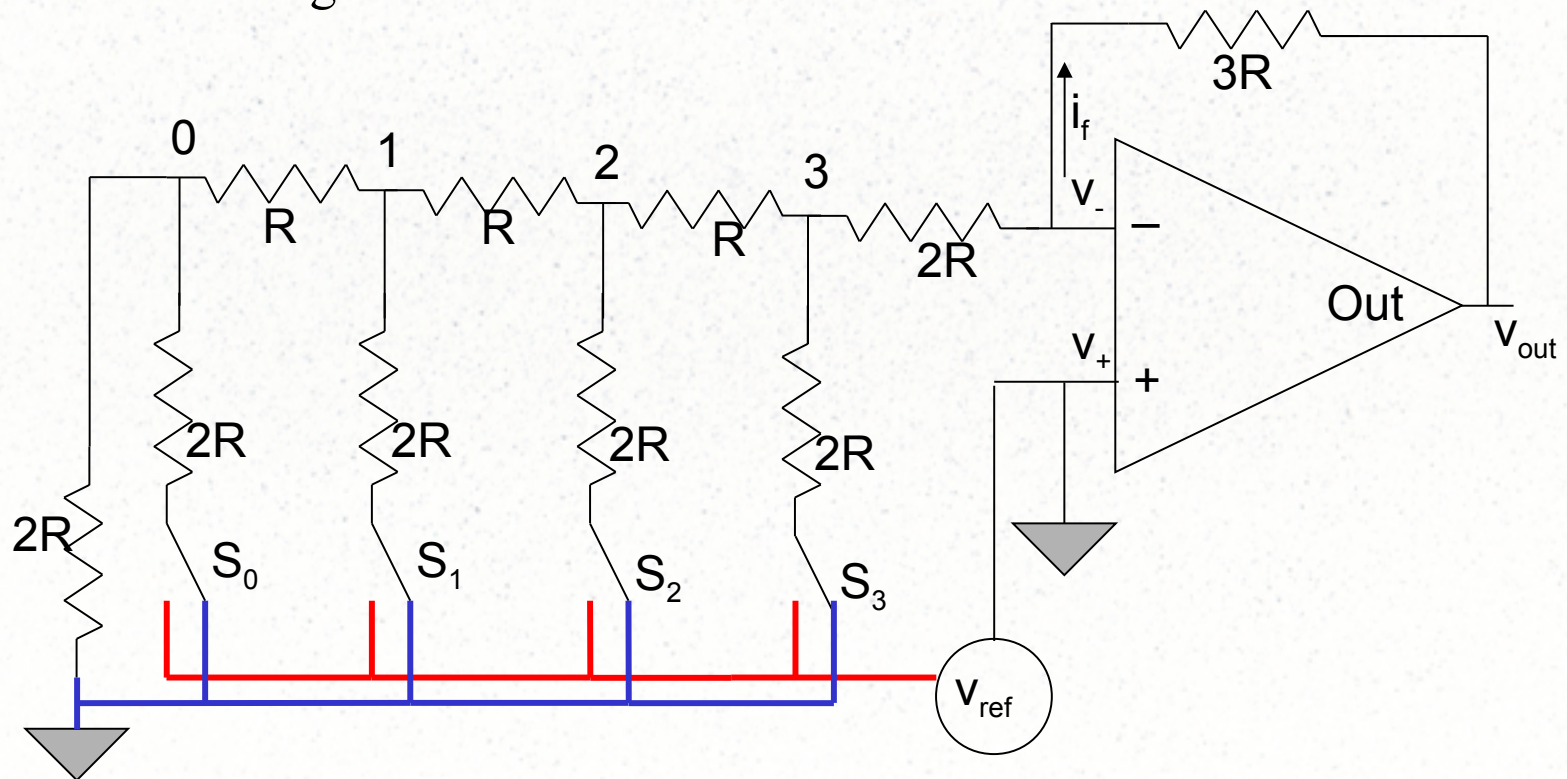 3R
i_f
0
1
2
3
R
R
R
2R
v_-
−
Out
v_out
v_+
+
2R
2R
2R
2R
2R
S_0
S_1
S_2
S_3
v_ref